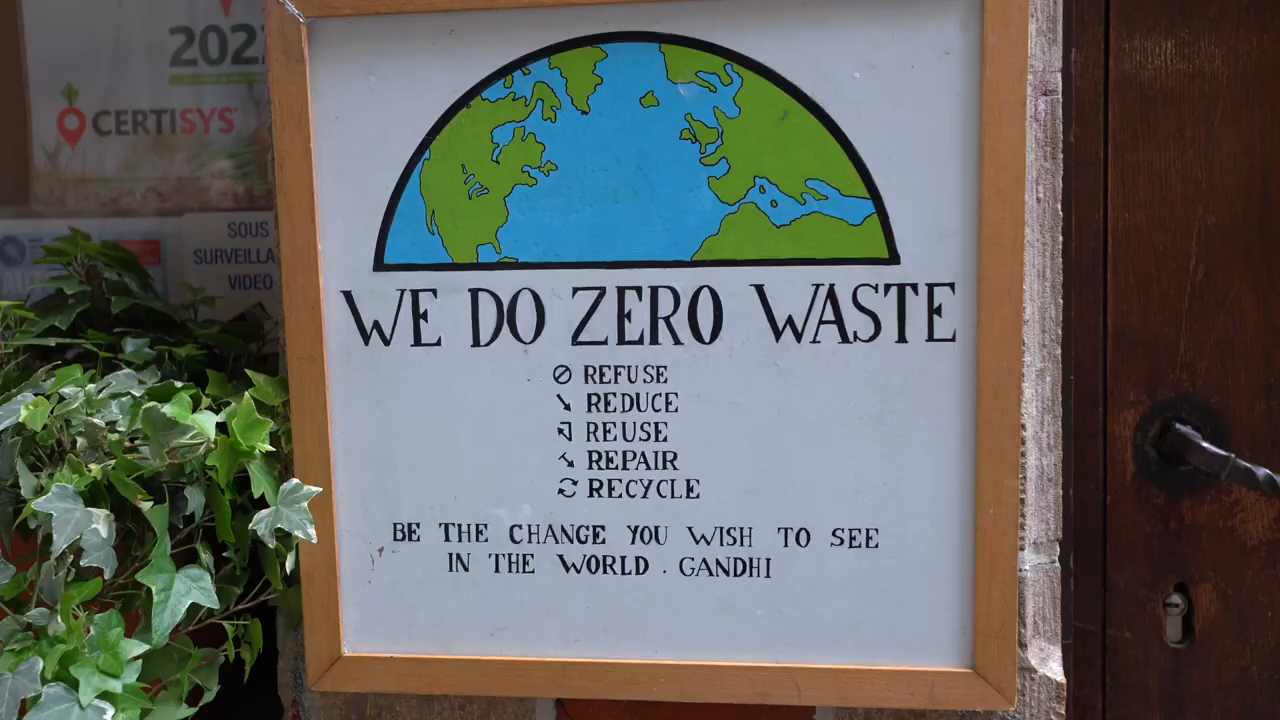 2022
CERTISYS
SOUS
SURVEILLA
VIDEO
WE DO ZERO WASTE
REFUSE
REDUCE
REUSE
REPAIR
RECYCLE
BE THE CHANGE YOU WISH TO SEE
IN THE WORLD . GANDHI